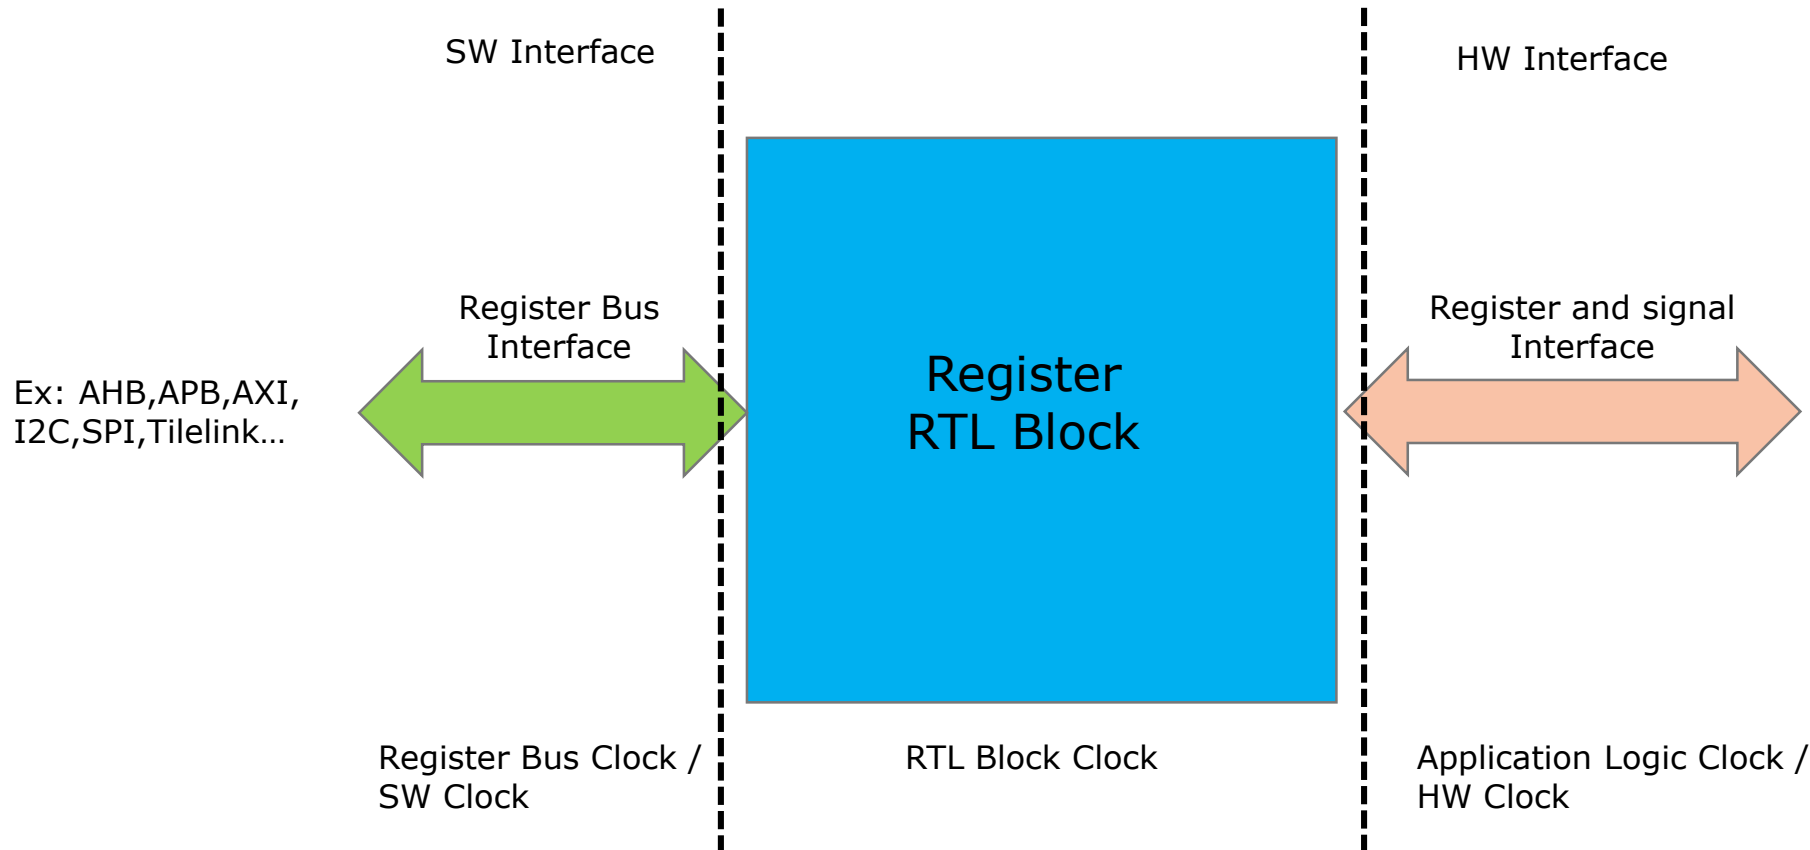 SW Interface
HW Interface
Register Bus
Interface
Register and signal
Interface
Ex: AHB,APB,AXI,
I2C,SPI,Tilelink…
Register
RTL Block
Register Bus Clock /
SW Clock
RTL Block Clock
Application Logic Clock /
HW Clock